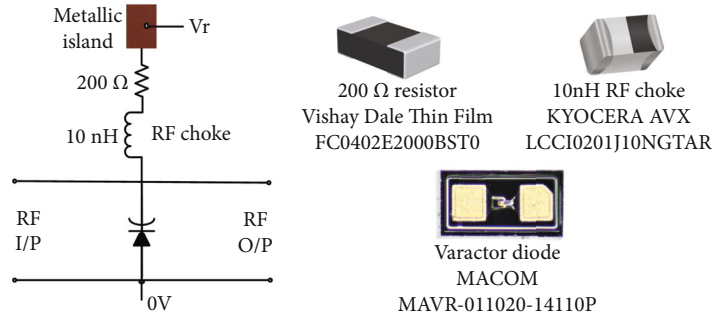 Metallic
island
Vr
200 Ω
10 nH
RF choke
RF
I/P
RF
O/P
0V
200 Ω resistor
Vishay Dale Thin Film
FC0402E2000BST0
10nH RF choke
KYOCERA AVX
LCCI0201J10NGTAR
Varactor diode
MACOM
MAVR-011020-14110P